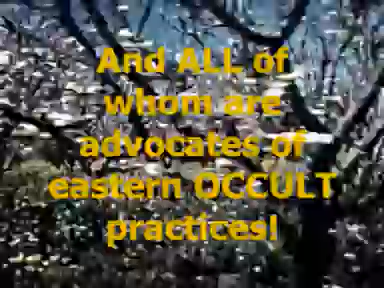 And ALL of
whom are
advocates of
eastern OCCULT
practices!